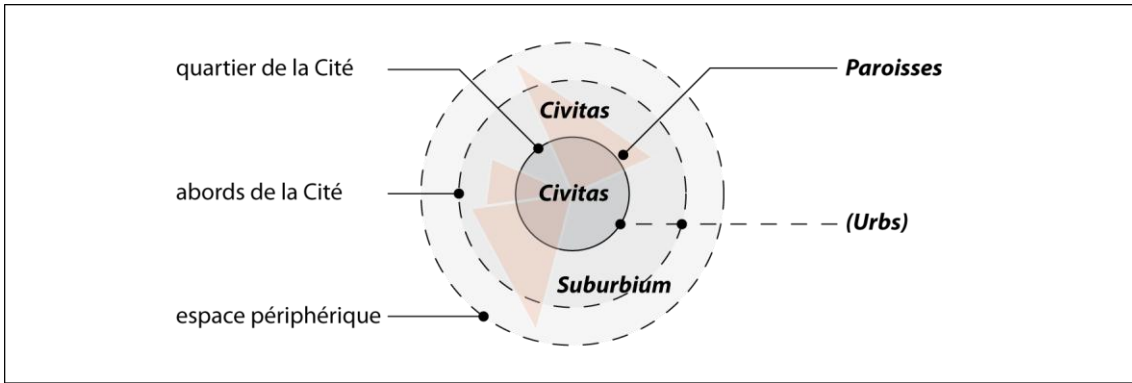 quartier de la Cité
Paroisses
Civitas
abords de la Cité
Civitas
(Urbs)
Suburbium
espace périphérique